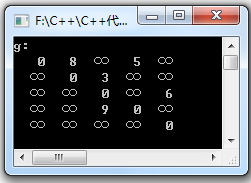 F:\C++\C++代...
g:
0 8 ∞ 5 ∞
∞ 0 3 ∞ ∞
∞ ∞ 0 ∞ 6
∞ ∞ 9 0 ∞
∞ ∞ ∞ ∞ 0